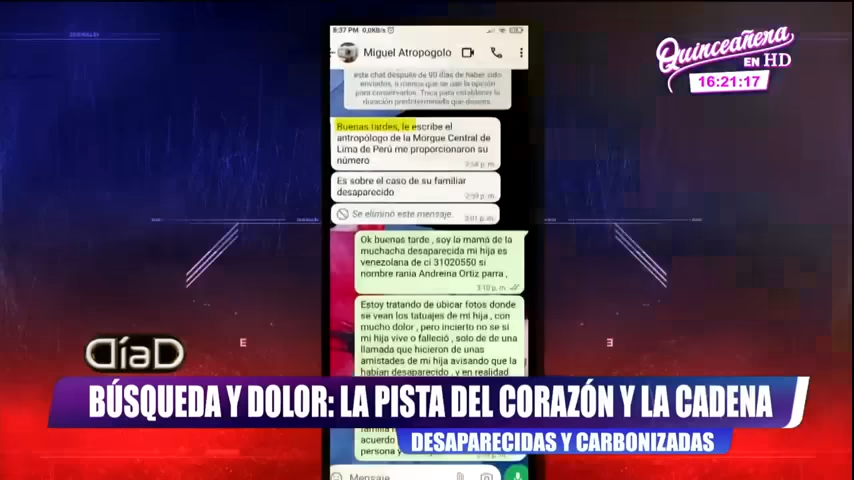 8:37 PM 0,0KB/s
Miguel Atropogolo
este chat después de 90 días de haber sido
enviados, a menos que se use la opción
para conservarlos. Toca para establecer la
duración predeterminada que desees.
Buenas tardes, le escribe el
antropólogo de la Morgue Central de
Lima de Perú me proporcionaron su
número
2:58 p. m.
Es sobre el caso de su familiar
desaparecido
2:59 p. m.
Se eliminó este mensaje.
3:01 p. m.
Ok buenas tarde , soy la mamá de la
muchacha desaparecida mi hija es
venezolana de ci 31020550 si
nombre rania Andreina Ortiz parra ,
3:10 p. m.
Estoy tratando de ubicar fotos donde
se vean los tatuajes de mi hija , con
mucho dolor , pero incierto no se si
mi hija vive o falleció , solo de de una
llamada que hicieron de unas
amistades de mi hija avisando que la
habían desaparecido , y en realidad
acuerdo
persona y
Mensaje
Quinceañena
EN HD
16:21:17
DíaD
E
3
BÚSQUEDA Y DOLOR: LA PISTA DEL CORAZÓN Y LA CADENA
DESAPARECIDAS Y CARBONIZADAS